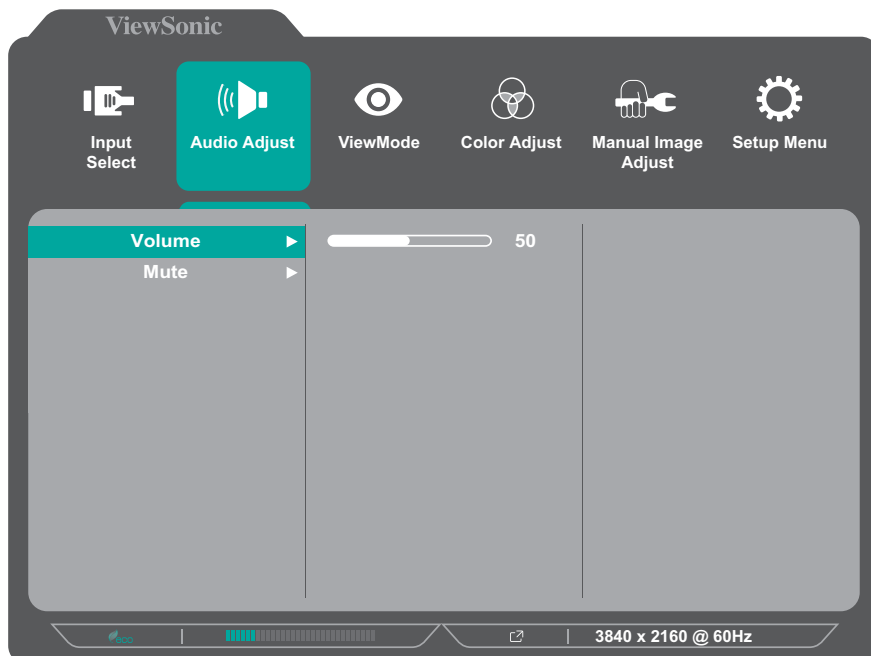 ViewSonic
Input
Select
Audio Adjust
ViewMode
Color Adjust
Manual Image
Adjust
Setup Menu
Volume
50
Mute
eco
3840 x 2160 @ 60Hz